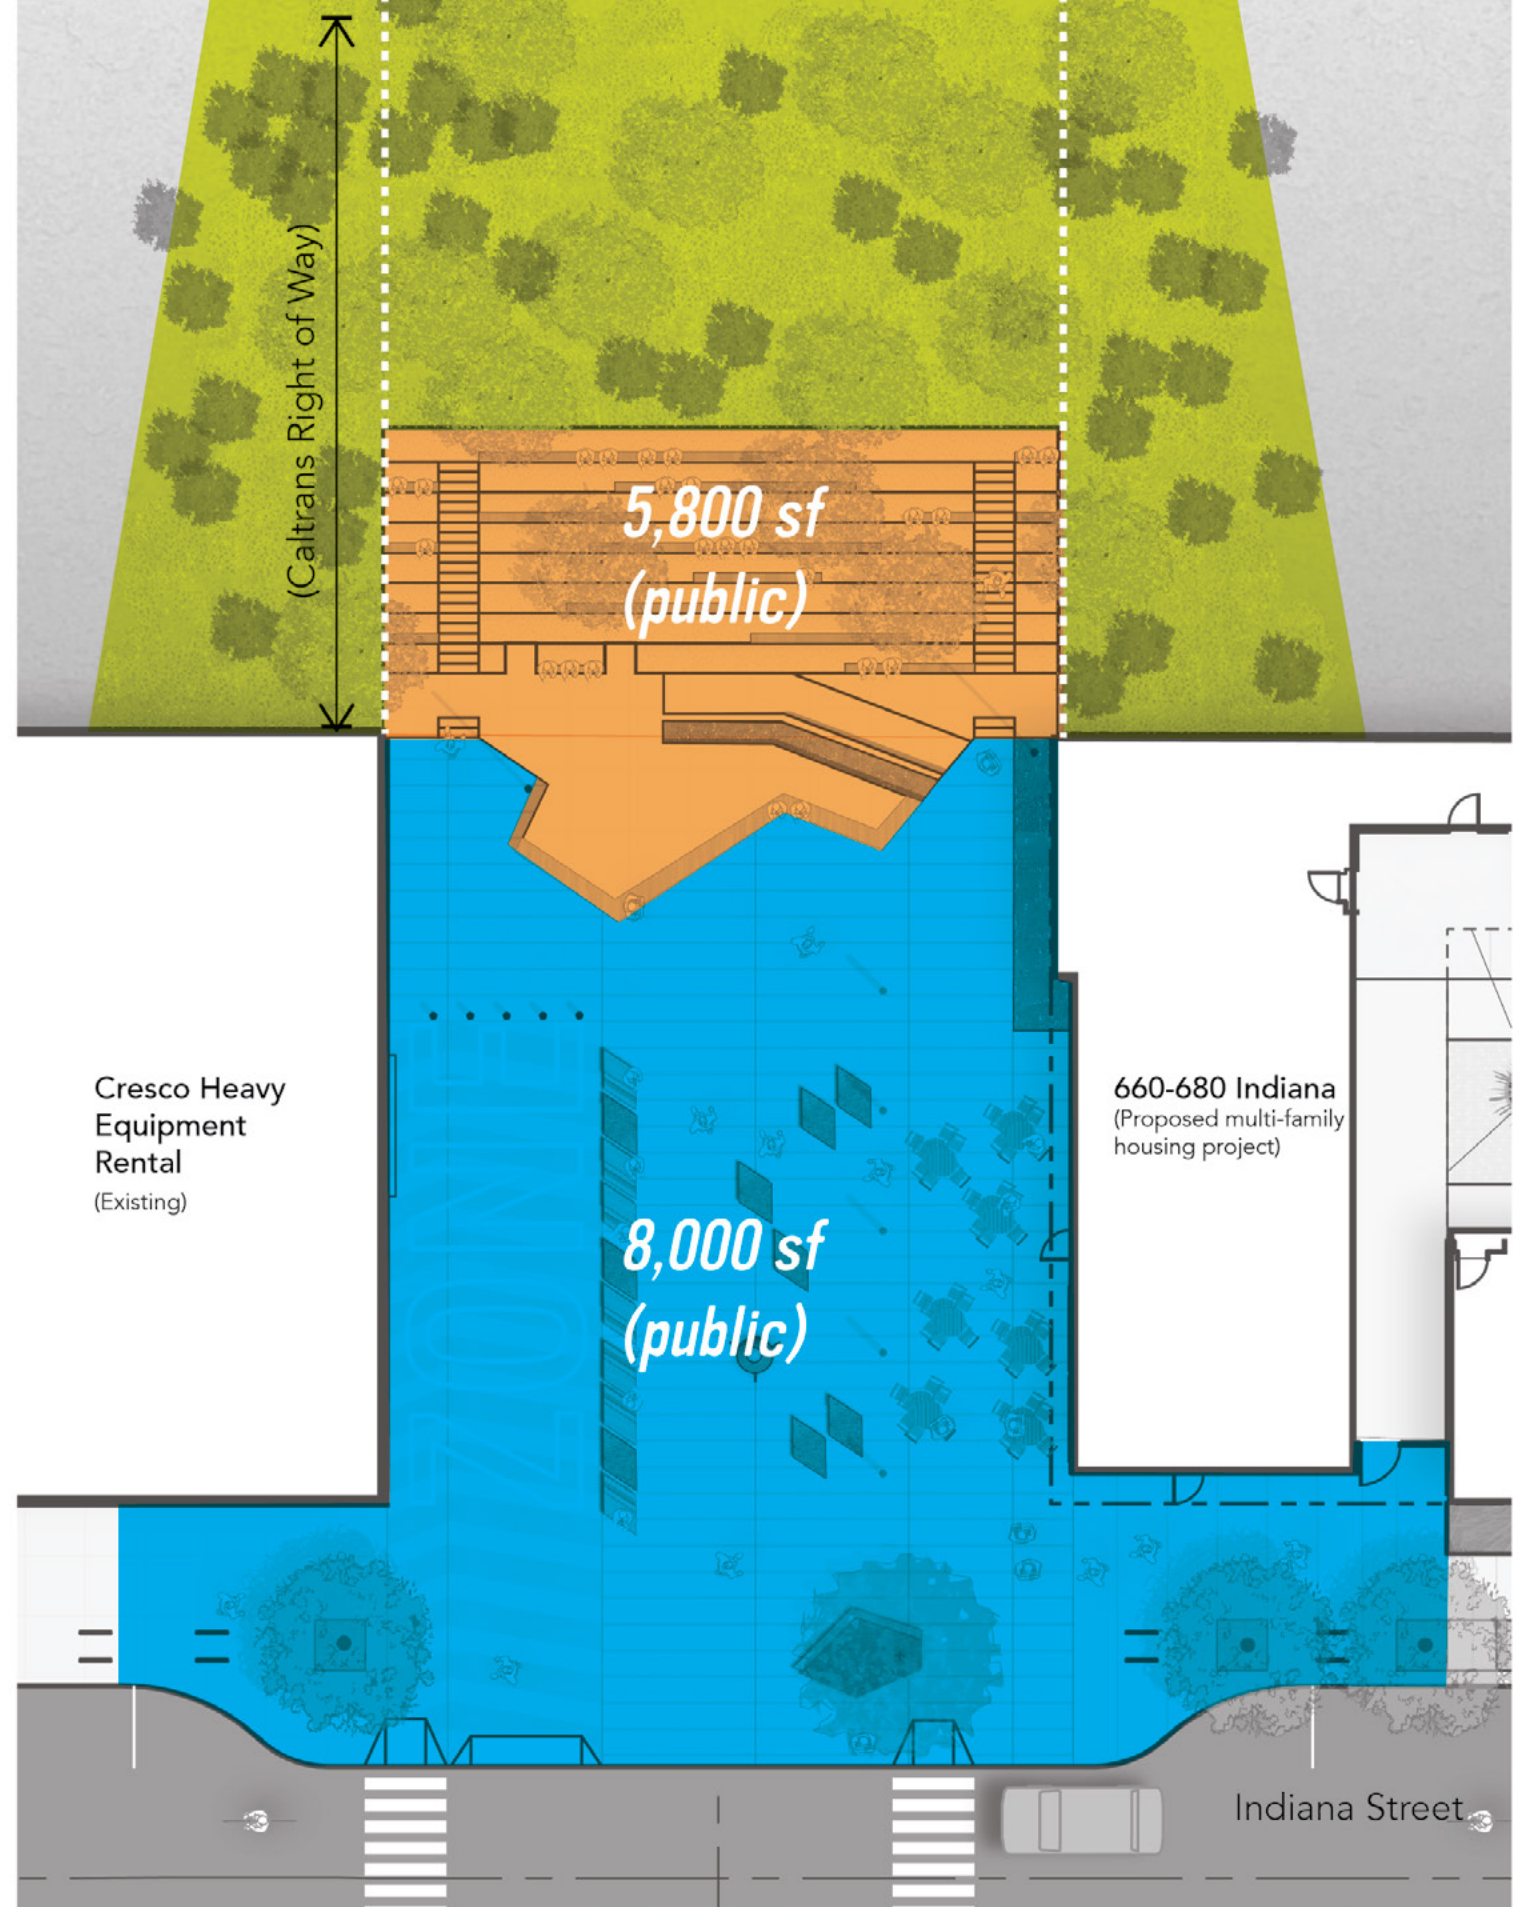 (Caltrans Right of Way)
5,800 sf
(public)
Cresco Heavy
Equipment
Rental
(Existing)
ZONE
8,000 sf
(public)
660-680 Indiana
(Proposed multi-family
housing project)
Indiana Street